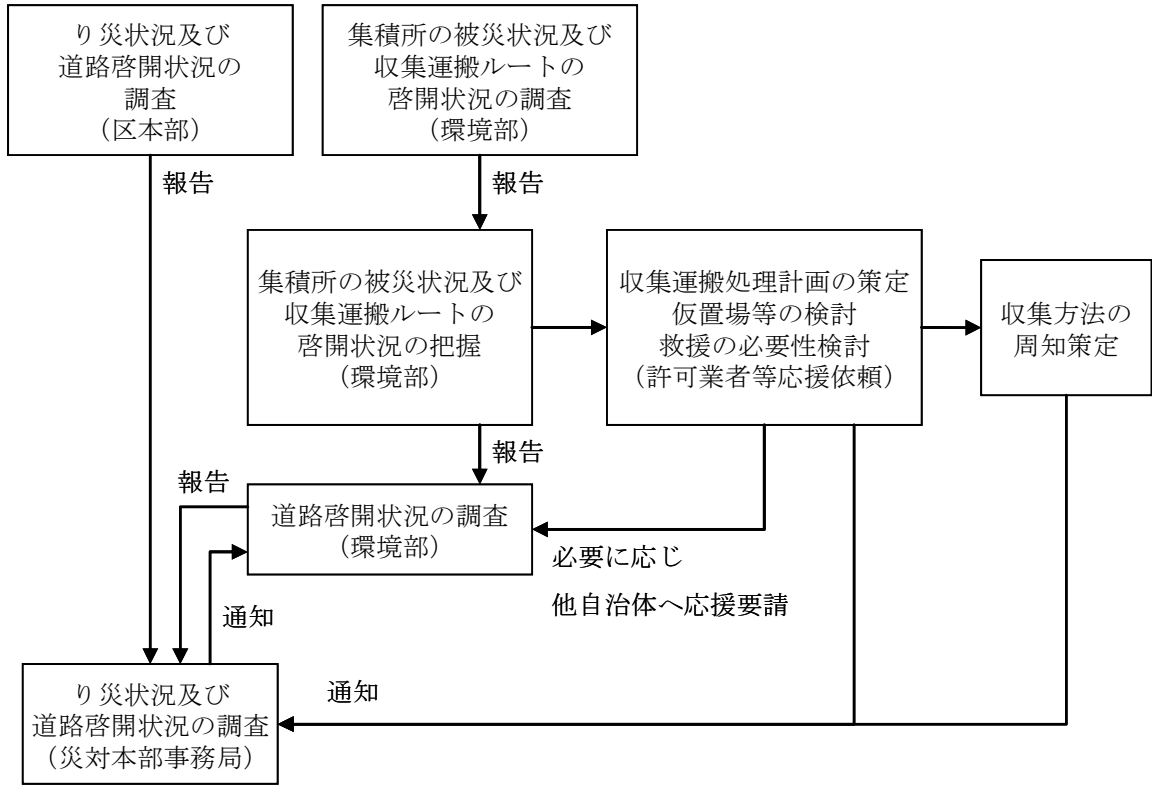 り災状況及び
道路啓開状況の
調査
（区本部）
集積所の被災状況及び
収集運搬ルートの
啓開状況の調査
（環境部）
報告
報告
集積所の被災状況及び
収集運搬ルートの
啓開状況の把握
（環境部）
収集運搬処理計画の策定
仮置場等の検討
救援の必要性検討
（許可業者等応援依頼）
収集方法の
周知策定
報告
報告
道路啓開状況の調査
（環境部）
必要に応じ
他自治体へ応援要請
通知
り災状況及び
道路啓開状況の調査
（災対本部事務局）
通知